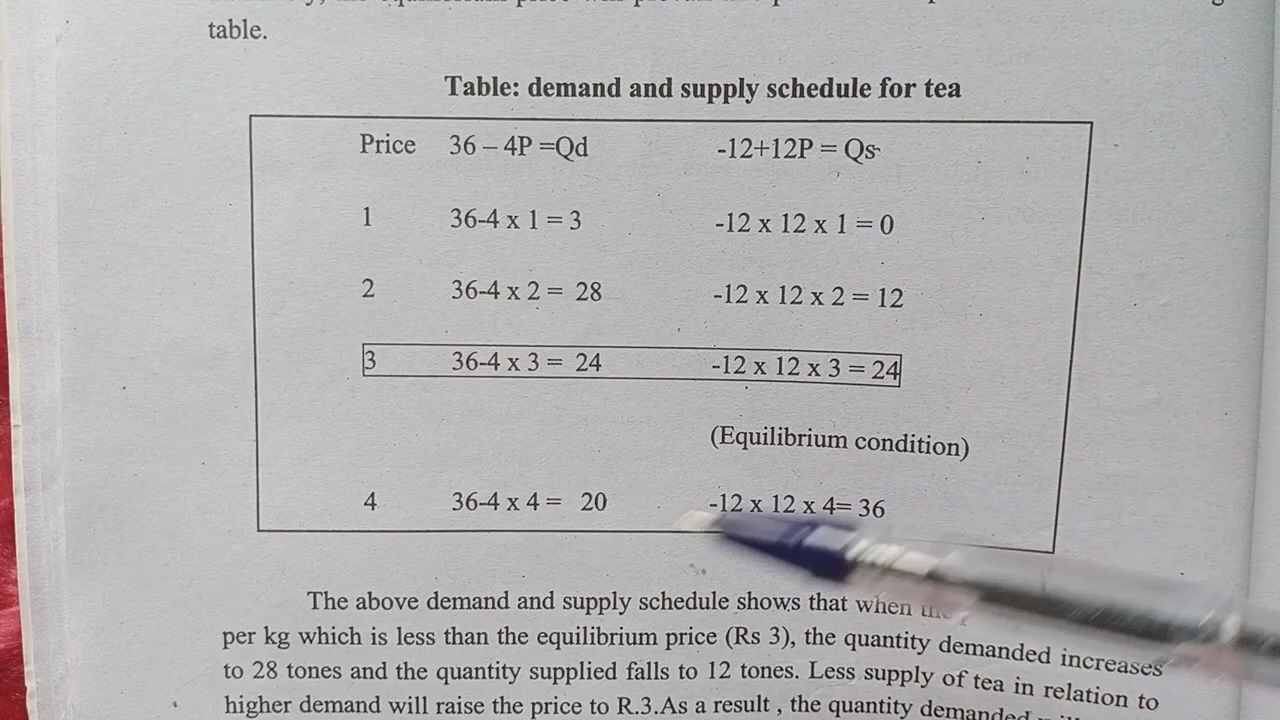 table.
Table: demand and supply schedule for tea
Price 36 – 4P =Qd -12+12P = Qs
1 36-4 x 1 = 3 -12 x 12 x 1 = 0
2 36-4 x 2 = 28 -12 x 12 x 2 = 12
3 36-4 x 3 = 24 -12 x 12 x 3 = 24
(Equilibrium condition)
4 36-4 x 4 = 20 -12 x 12 x 4= 36
The above demand and supply schedule shows that when
per kg which is less than the equilibrium price (Rs 3), the quantity demanded increases
to 28 tones and the quantity supplied falls to 12 tones. Less supply of tea in relation to
higher demand will raise the price to R.3.As a result , the quantity demanded